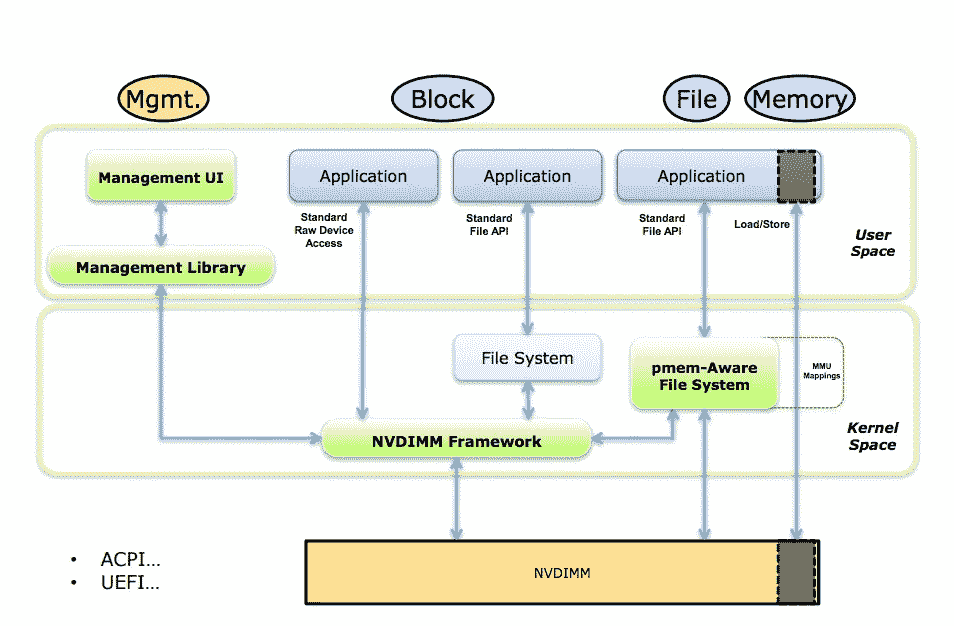 Mgmt.
Block
File
Memory
Management UI
Application
Application
Application
Standard
Raw Device
Access
Standard
File API
Standard
File API
Load/Store
User
Space
Management Library
File System
pmem-Aware
File System
MMU
Mappings
Kernel
Space
NVDIMM Framework
• ACPI…
• UEFI…
NVDIMM